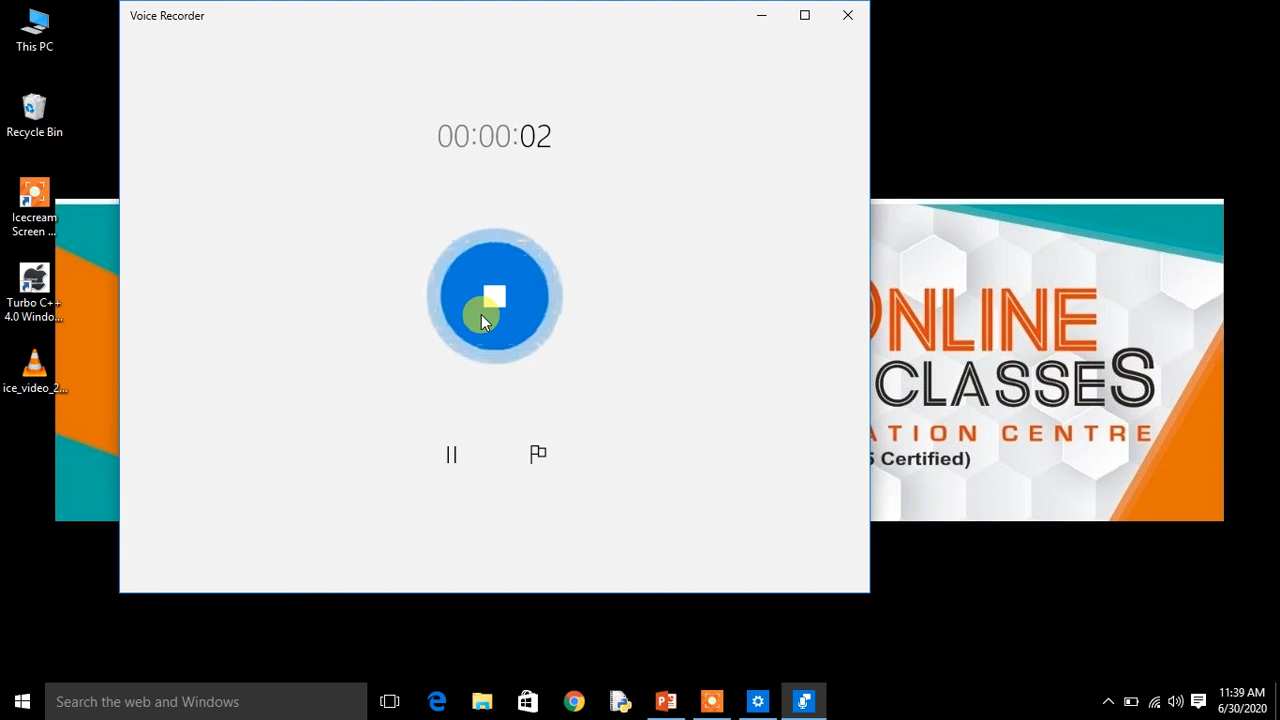 Voice Recorder
This PC
Recycle Bin
Icecream
Screen ...
Turbo C++
4.0 Windo...
ice_video_2...
00:00:02
ONLINE
CLASSES
ATION CENTRE
Certified)
Search the web and Windows
11:39 AM
6/30/2020